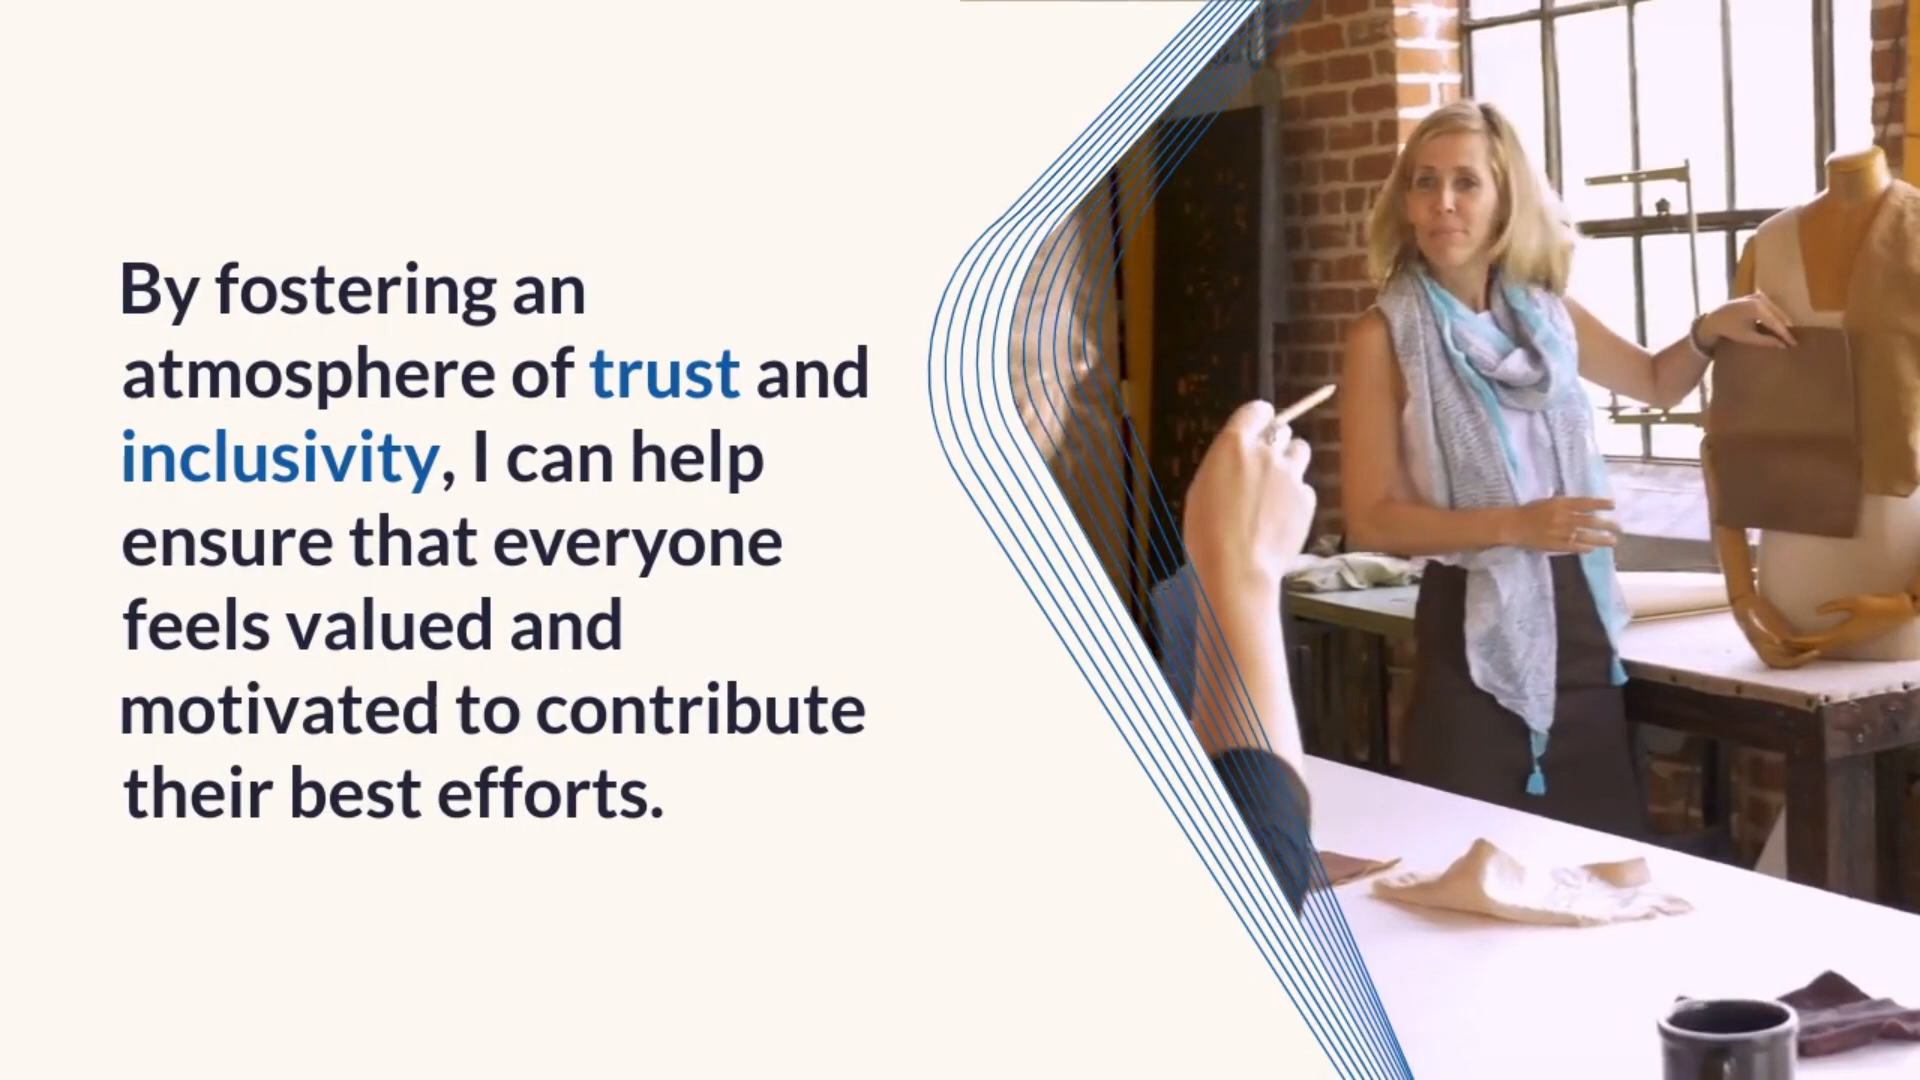 By fostering an
atmosphere of trust and
inclusivity, I can help
ensure that everyone
feels valued and
motivated to contribute
their best efforts.